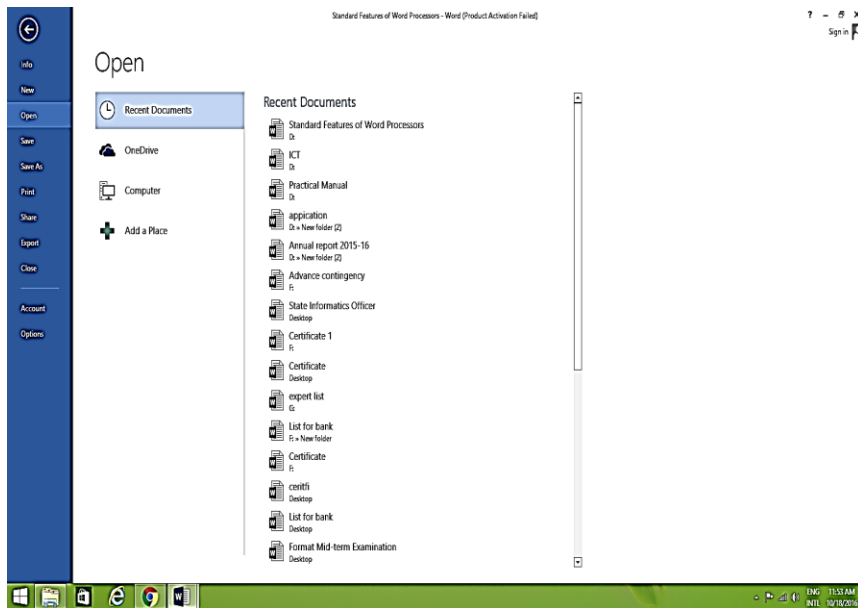 Standard Features of Word Processors - Word (Product Activation Failed)
?
Sign in
Info
New
Open
Save
Save As
Print
Share
Export
Close
Account
Options
Open
Recent Documents
OneDrive
Computer
Add a Place
Recent Documents
Standard Features of Word Processors
D:
ICT
D:
Practical Manual
D:
appication
D: » New folder (2)
Annual report 2015-16
D: » New folder (2)
Advance contingency
F:
State Informatics Officer
Desktop
Certificate 1
F:
Certificate
Desktop
expert list
G:
List for bank
F: » New folder
Certificate
F:
ceritfi
Desktop
List for bank
Desktop
Format Mid-term Examination
Desktop
ENG 11:53 AM
INTL 10/18/2016